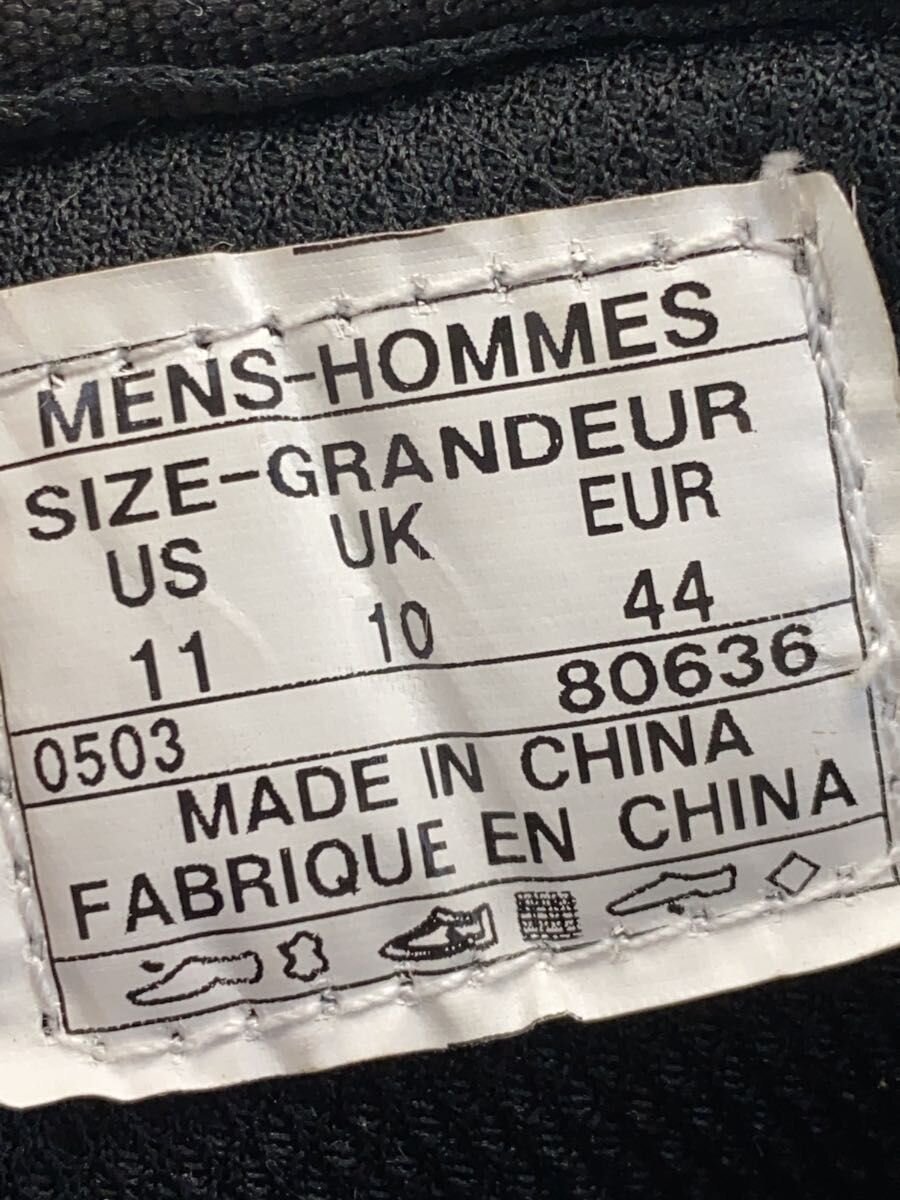 MENS-HOMMES
SIZE-GRANDEUR
US UK EUR
11 10 44
0503 80636
MADE IN CHINA
FABRIQUE EN CHINA